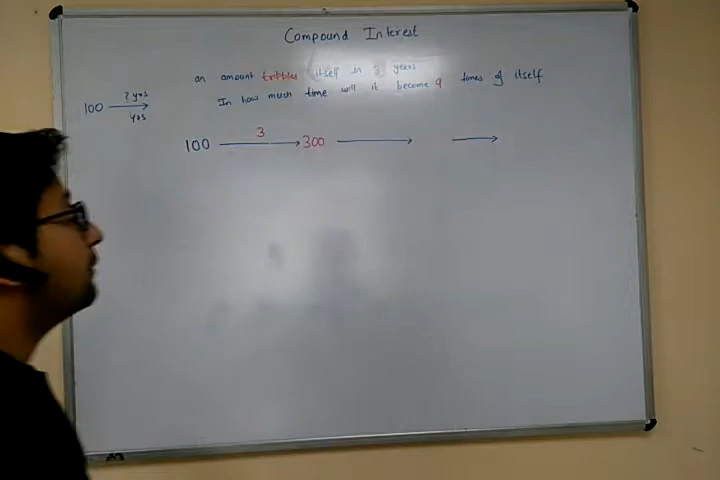 Compound Interest
an amount tribbles itself in 3 years
In how much time will it become 9 times of itself
100 ? yrs
yrs
100 3 300